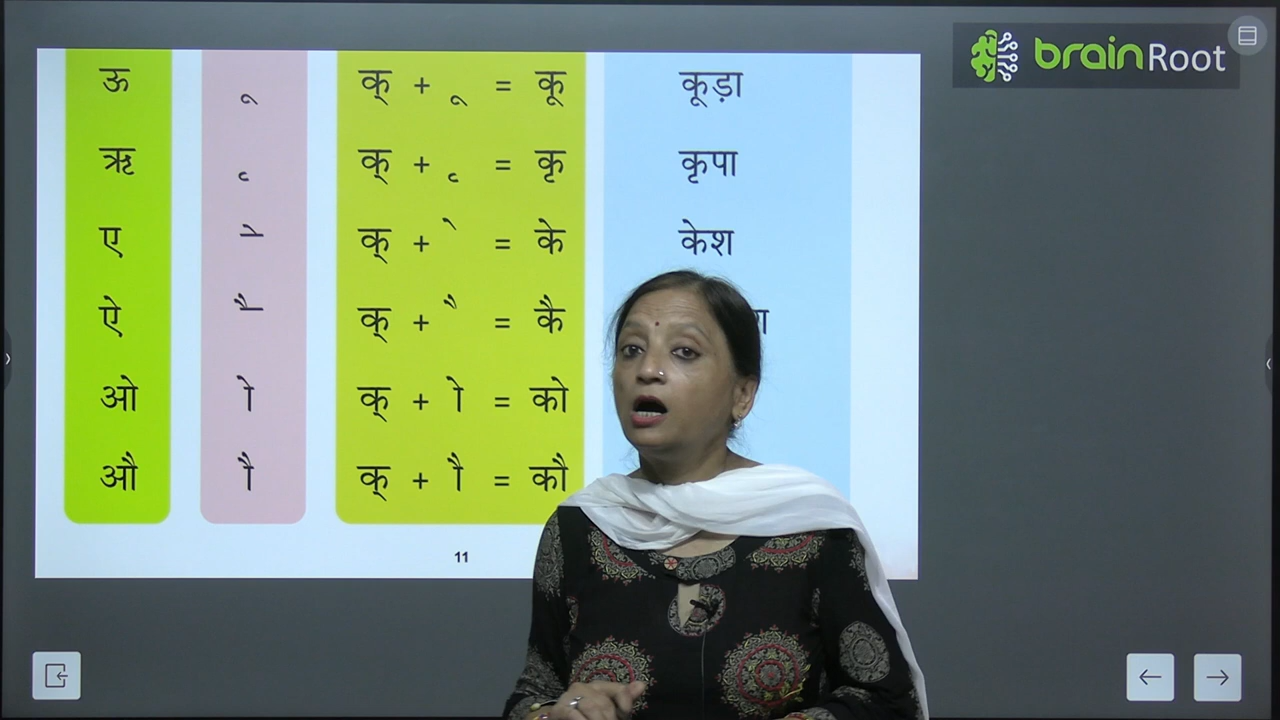 brainRoot
ऊ ू क् + ू = कू कूड़ा
ऋ ृ क् + ृ = कृ कृपा
ए े क् + े = के केश
ऐ ै क् + ै = कै
ओ ो क् + ो = को
औ ौ क् + ौ = कौ
11